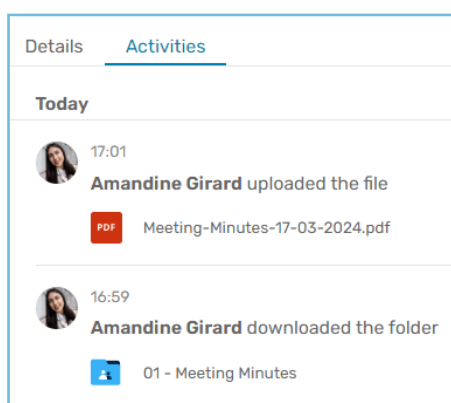 Details Activities
Today
17:01
Amandine Girard uploaded the file
PDF Meeting-Minutes-17-03-2024.pdf
16:59
Amandine Girard downloaded the folder
01 - Meeting Minutes